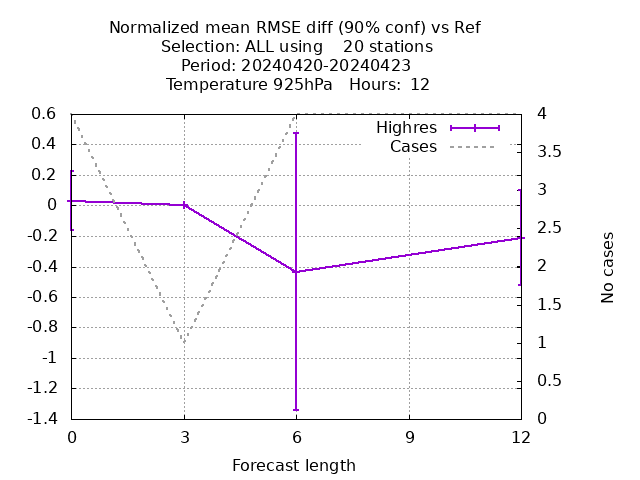 Normalized mean RMSE diff (90% conf) vs Ref
Selection: ALL using    20 stations
Period: 20240420-20240423
Temperature 925hPa   Hours:  12
Highres
Cases
0.6
0.4
0.2
0
-0.2
-0.4
-0.6
-0.8
-1
-1.2
-1.4
4
3.5
3
2.5
2
1.5
1
0.5
0
No cases
0 3 6 9 12
Forecast length